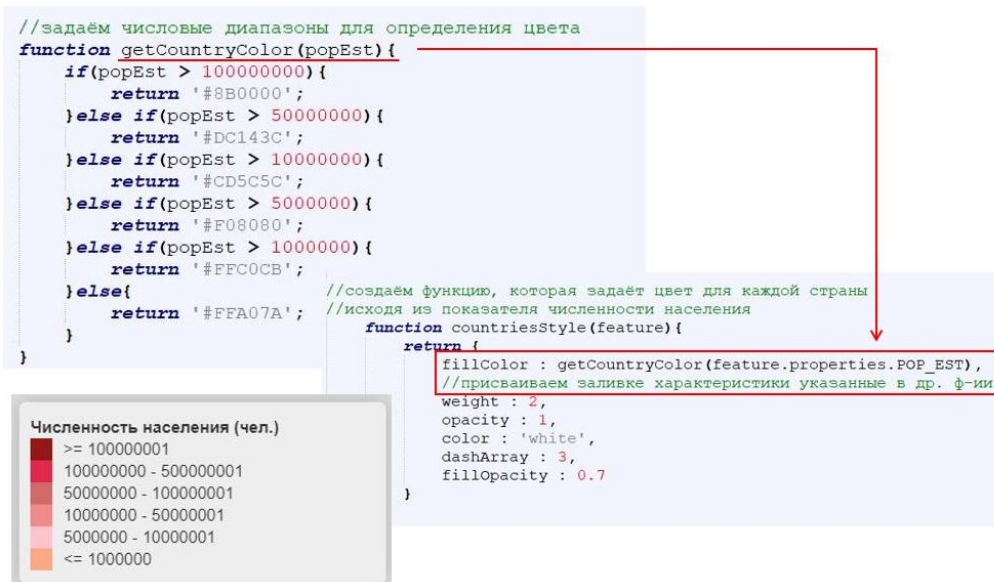 //задаём числовые диапазоны для определения цвета
function getCountryColor(popEst){
if(popEst > 100000000){
return '#8B0000';
}else if(popEst > 50000000){
return '#DC143C';
}else if(popEst > 10000000){
return '#CD5C5C';
}else if(popEst > 5000000){
return '#F08080';
}else if(popEst > 1000000){
return '#FFC0CB';
}else{
return '#FFA07A';
}
}
//создаём функцию, которая задаёт цвет для каждой страны
//исходя из показателя численности населения
function countriesStyle(feature){
return {
fillColor : getCountryColor(feature.properties.POP_EST),
//присваиваем заливке характеристики указанные в др. ф-ии
weight : 2,
opacity : 1,
color : 'white',
dashArray : 3,
fillOpacity : 0.7
}
Численность населения (чел.)
>= 100000001
100000000 - 500000001
50000000 - 100000001
10000000 - 50000001
5000000 - 10000001
<= 1000000